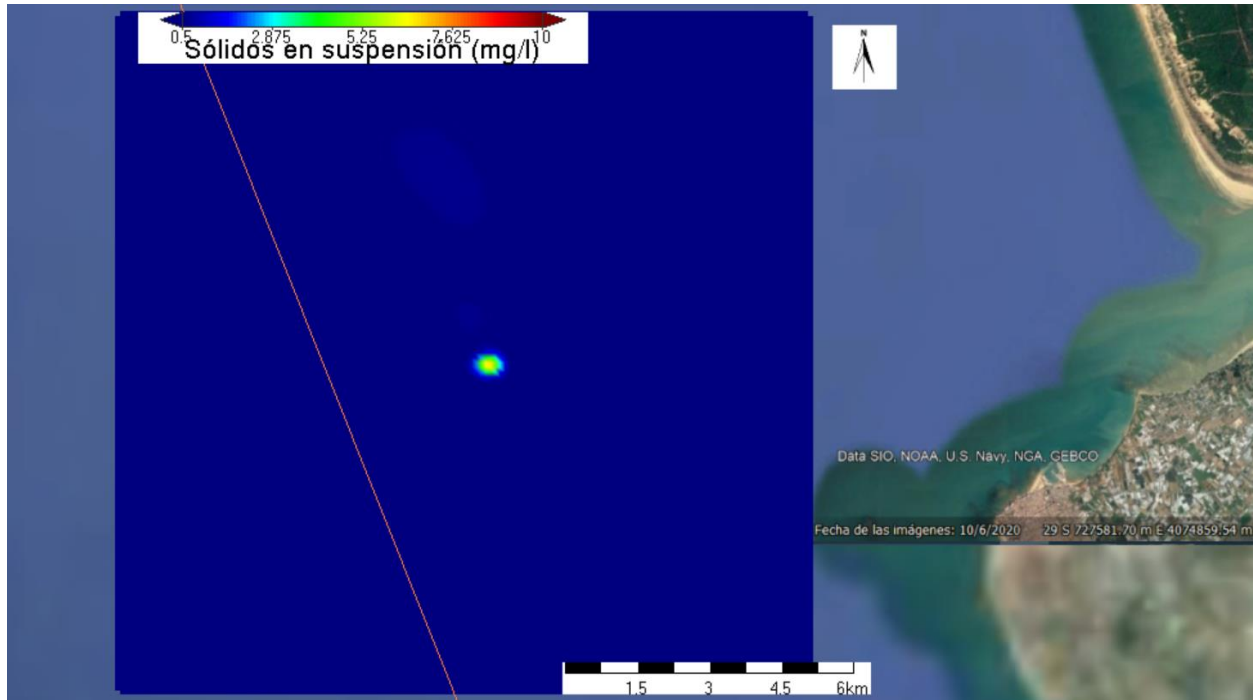 0.5 2.875 5.25 7.625 10
Sólidos en suspensión (mg/l)
N
Data SIO, NOAA, U.S. Navy, NGA, GEBCO
Fecha de las imágenes: 10/6/2020 29 S 727581.70 m E 4074859.54 m
1.5 3 4.5 6km